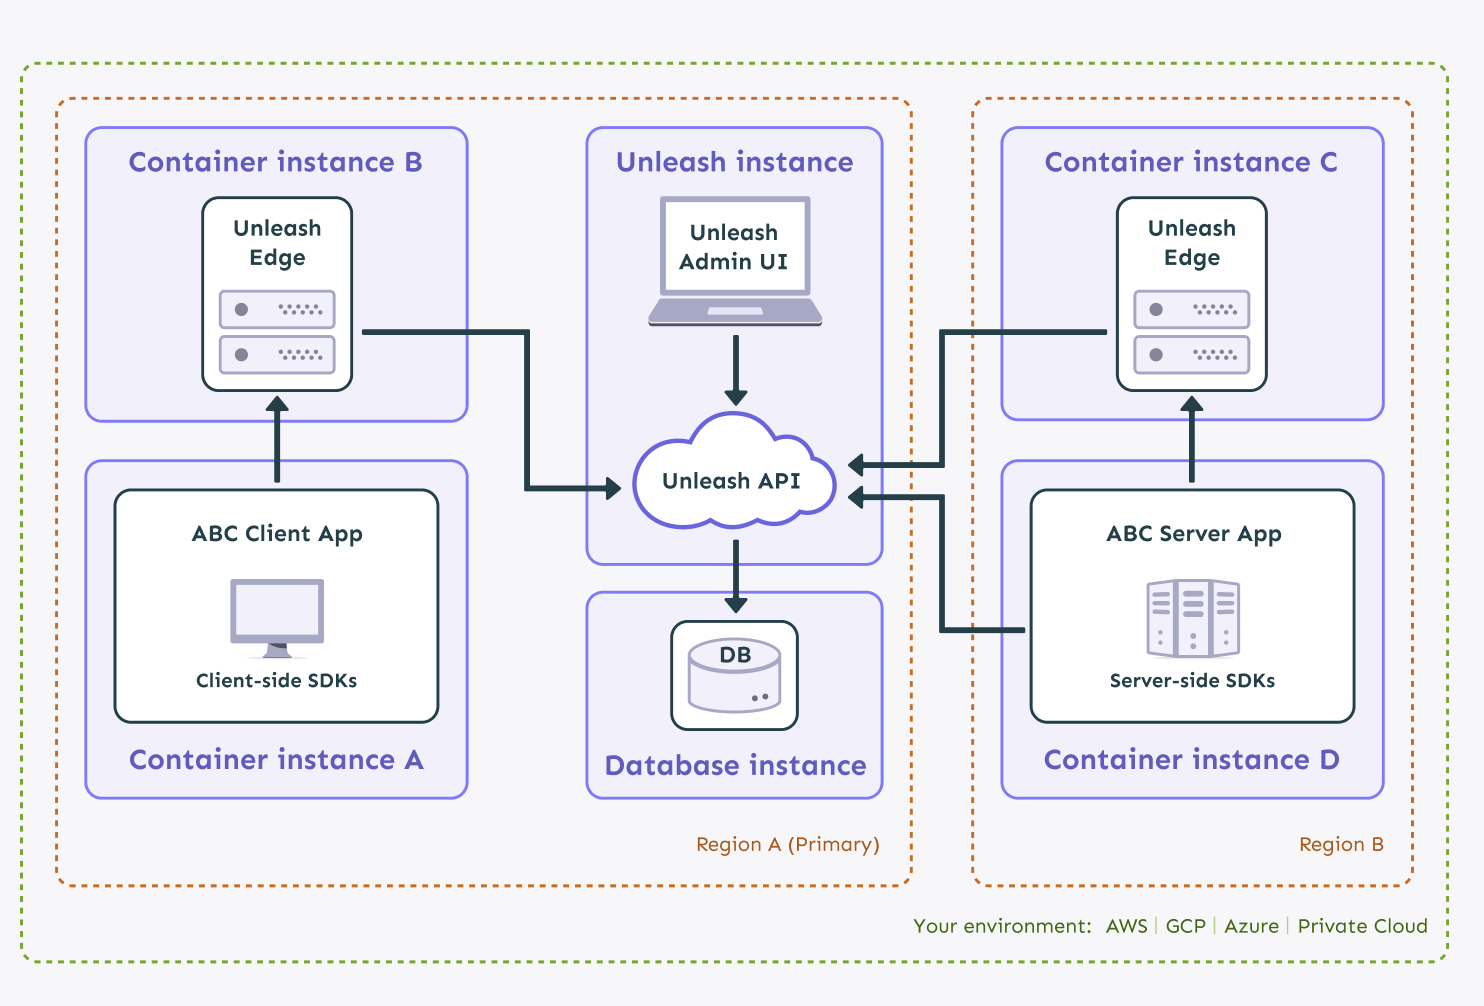 Container instance B
Unleash
Edge
ABC Client App
Client-side SDKs
Container instance A
Unleash instance
Unleash
Admin UI
Unleash API
DB
Database instance
Region A (Primary)
Container instance C
Unleash
Edge
ABC Server App
Server-side SDKs
Container instance D
Region B
Your environment: AWS | GCP | Azure | Private Cloud